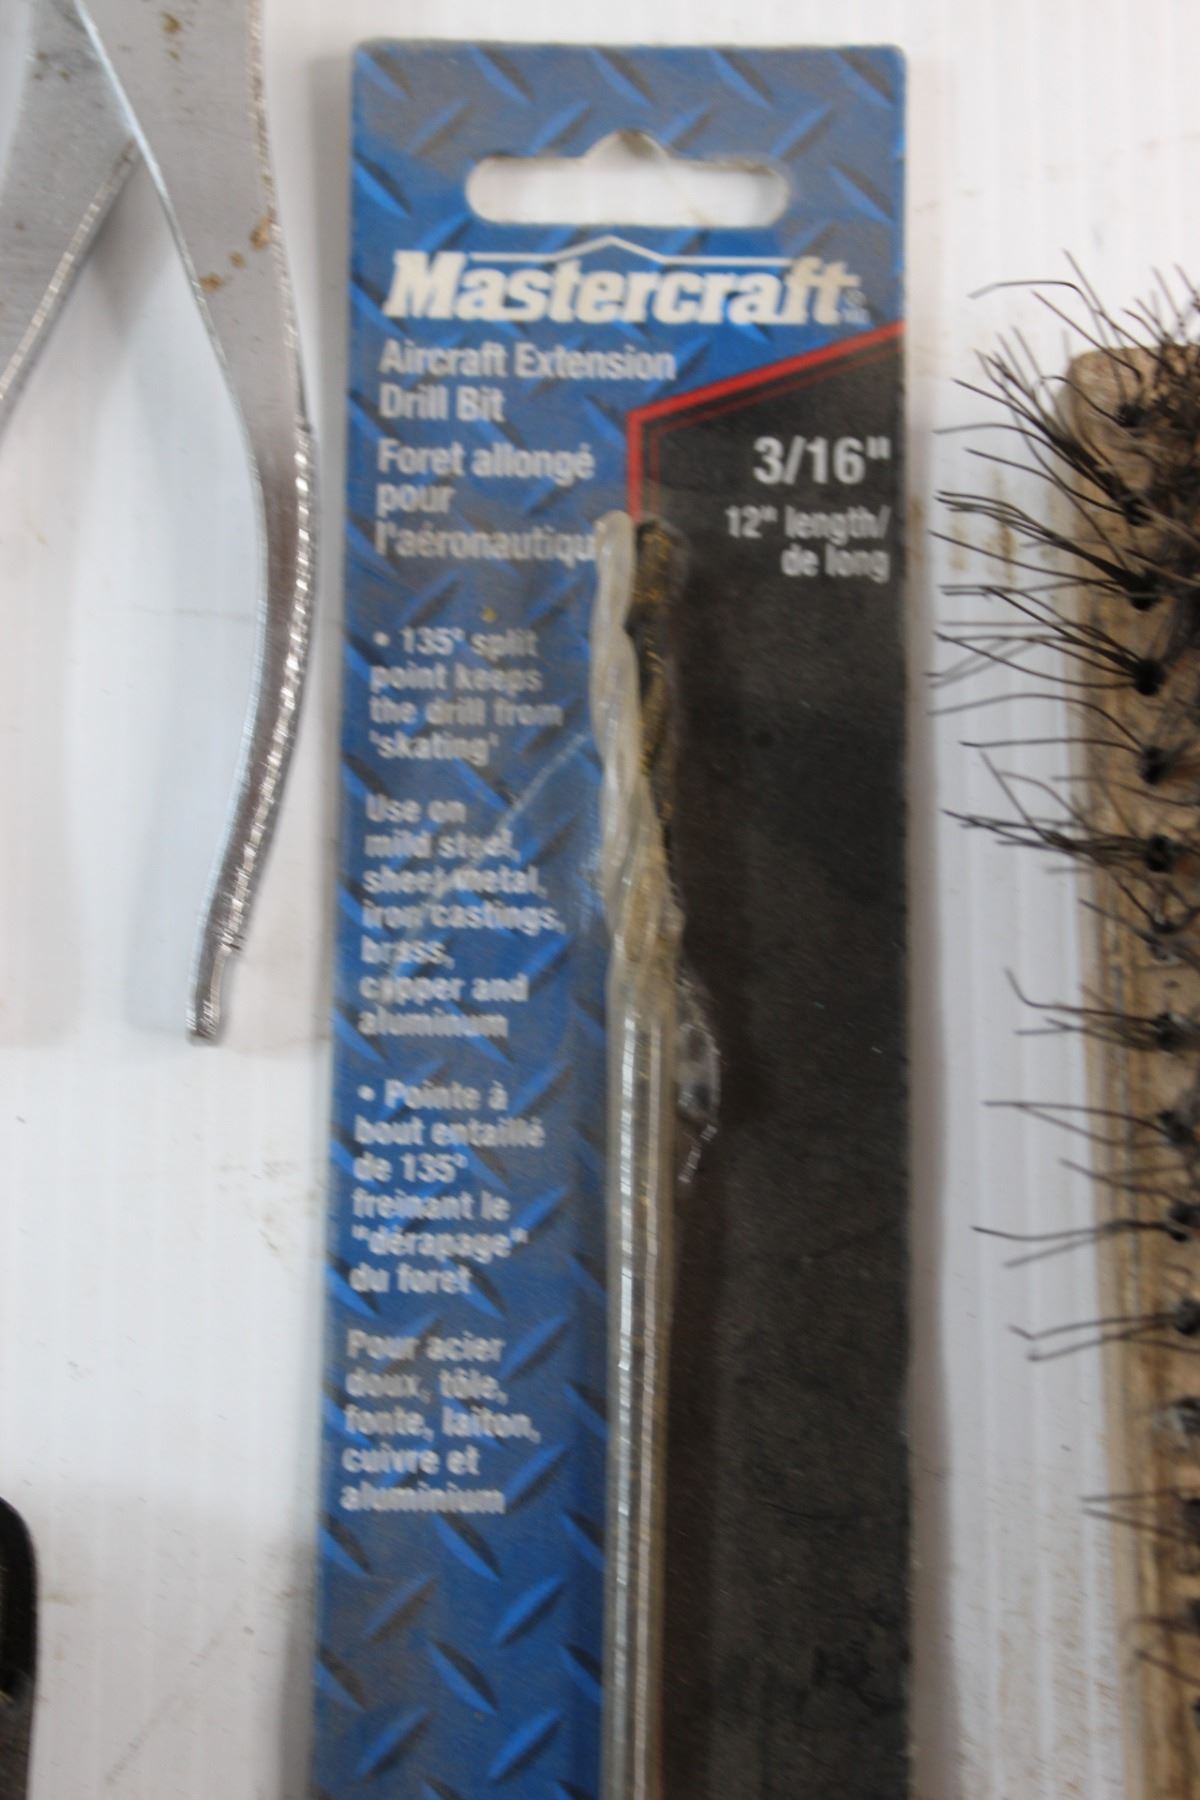 Mastercraft
Aircraft Extension
Drill Bit
Foret allongé
pour
l'aéronautiqu
3/16"
12" length/
de long
• 135° split
point keeps
the drill from
'skating'
Use on
mild steel,
sheet metal,
iron castings,
brass,
copper and
aluminum
• Pointe à
bout entaillé
de 135°
freinant le
"dérapage"
du foret
Pour acier
doux, tôle,
fonte, laiton,
cuivre et
aluminium